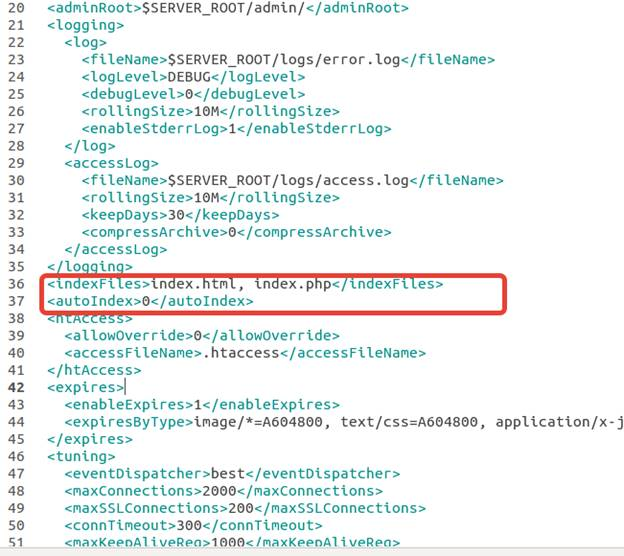 20 <adminRoot>$SERVER_ROOT/admin/</adminRoot>
21 <logging>
22 <log>
23 <fileName>$SERVER_ROOT/logs/error.log</fileName>
24 <logLevel>DEBUG</logLevel>
25 <debugLevel>0</debugLevel>
26 <rollingSize>10M</rollingSize>
27 <enableStderrLog>1</enableStderrLog>
28 </log>
29 <accessLog>
30 <fileName>$SERVER_ROOT/logs/access.log</fileName>
31 <rollingSize>10M</rollingSize>
32 <keepDays>30</keepDays>
33 <compressArchive>0</compressArchive>
34 </accessLog>
35 </logging>
36 <indexFiles>index.html, index.php</indexFiles>
37 <autoIndex>0</autoIndex>
38 <htAccess>
39 <allowOverride>0</allowOverride>
40 <accessFileName>.htaccess</accessFileName>
41 </htAccess>
42 <expires>
43 <enableExpires>1</enableExpires>
44 <expiresByType>image/*=A604800, text/css=A604800, application/x-j
45 </expires>
46 <tuning>
47 <eventDispatcher>best</eventDispatcher>
48 <maxConnections>2000</maxConnections>
49 <maxSSLConnections>200</maxSSLConnections>
50 <connTimeout>300</connTimeout>
51 <maxKeepAliveReq>1000</maxKeepAliveReq>